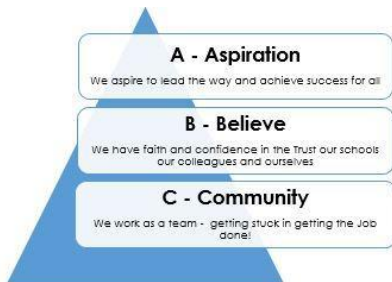 A - Aspiration
We aspire to lead the way and achieve success for all
B - Believe
We have faith and confidence in the Trust our schools
our colleagues and ourselves
C - Community
We work as a team - getting stuck in getting the Job
done!